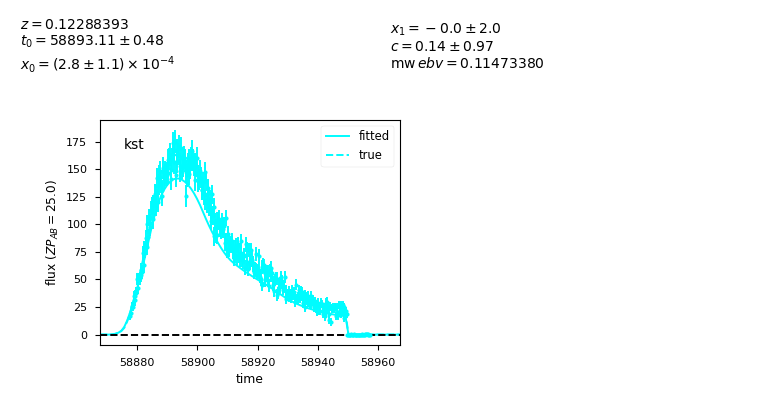 z = 0.12288393
t₀ = 58893.11 ± 0.48
x₀ = (2.8 ± 1.1) × 10⁻⁴
x₁ = −0.0 ± 2.0
c = 0.14 ± 0.97
mw ebv = 0.11473380
kst
fitted
true
175
150
125
100
75
50
25
0
flux (ZP_AB = 25.0)
58880 58900 58920 58940 58960
time